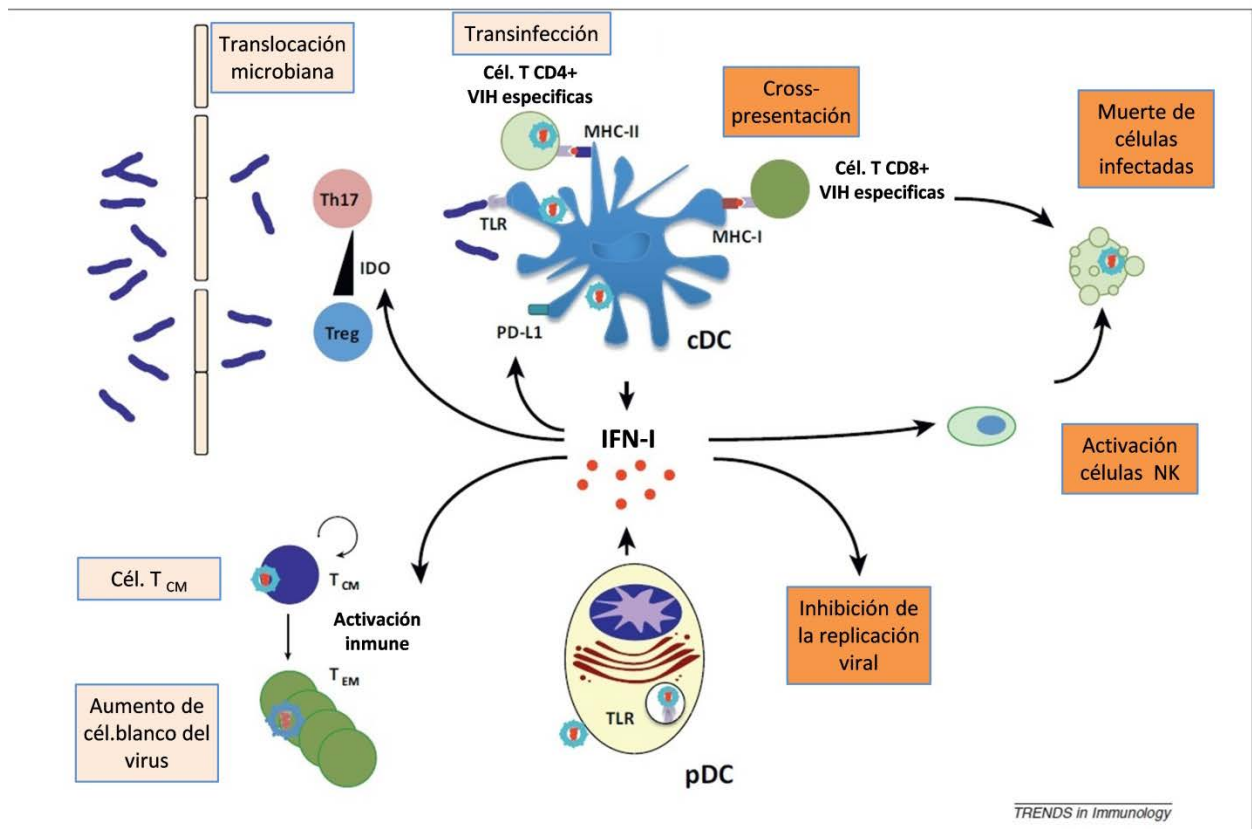 Translocación
microbiana
Transinfección
Cél. T CD4+
VIH especificas
MHC-II
Cross-
presentación
Cél. T CD8+
VIH especificas
Muerte de
células
infectadas
Th17
TLR
MHC-I
IDO
Treg
PD-L1
cDC
IFN-I
Activación
células NK
Cél. T CM
T CM
Activación
inmune
T EM
Aumento de
cél.blanco del
virus
Inhibición de
la replicación
viral
TLR
pDC
TRENDS in Immunology